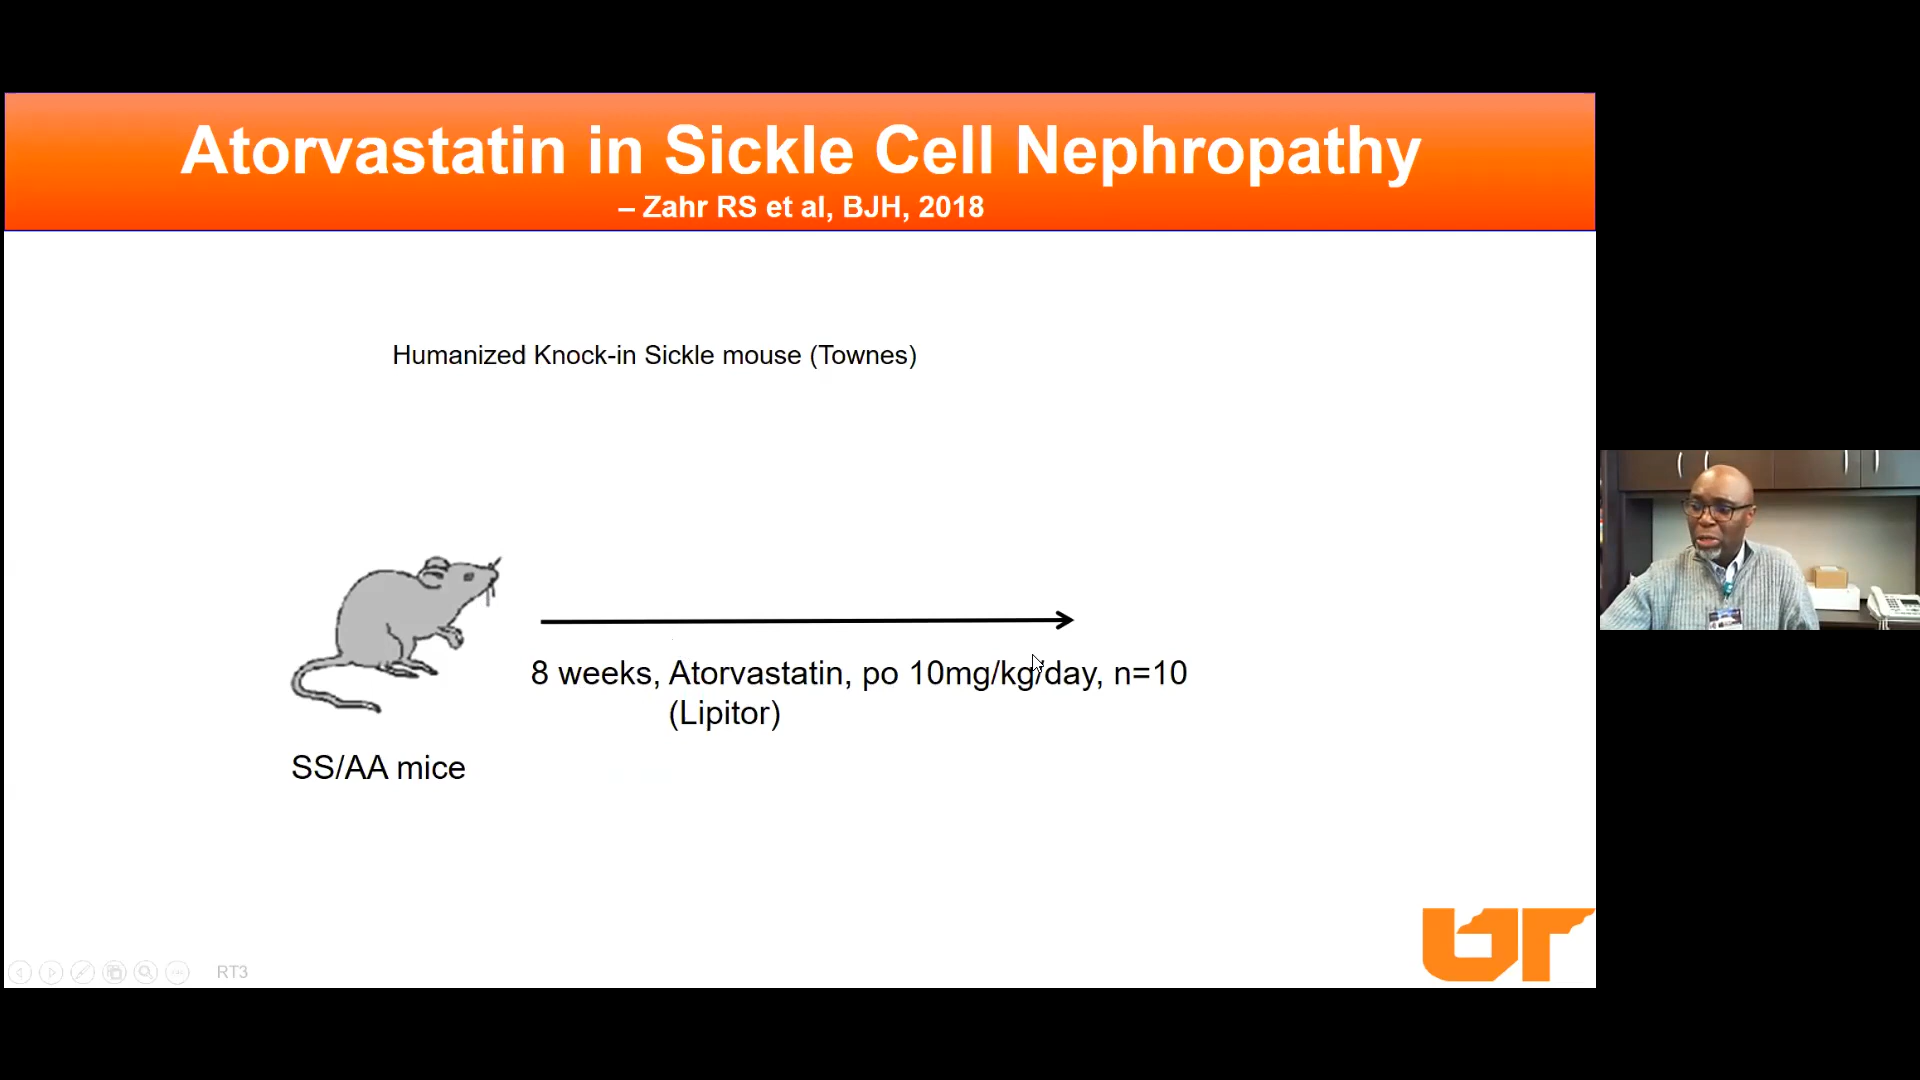 Atorvastatin in Sickle Cell Nephropathy
– Zahr RS et al, BJH, 2018
Humanized Knock-in Sickle mouse (Townes)
8 weeks, Atorvastatin, po 10mg/kg/day, n=10
(Lipitor)
SS/AA mice
RT3
UT